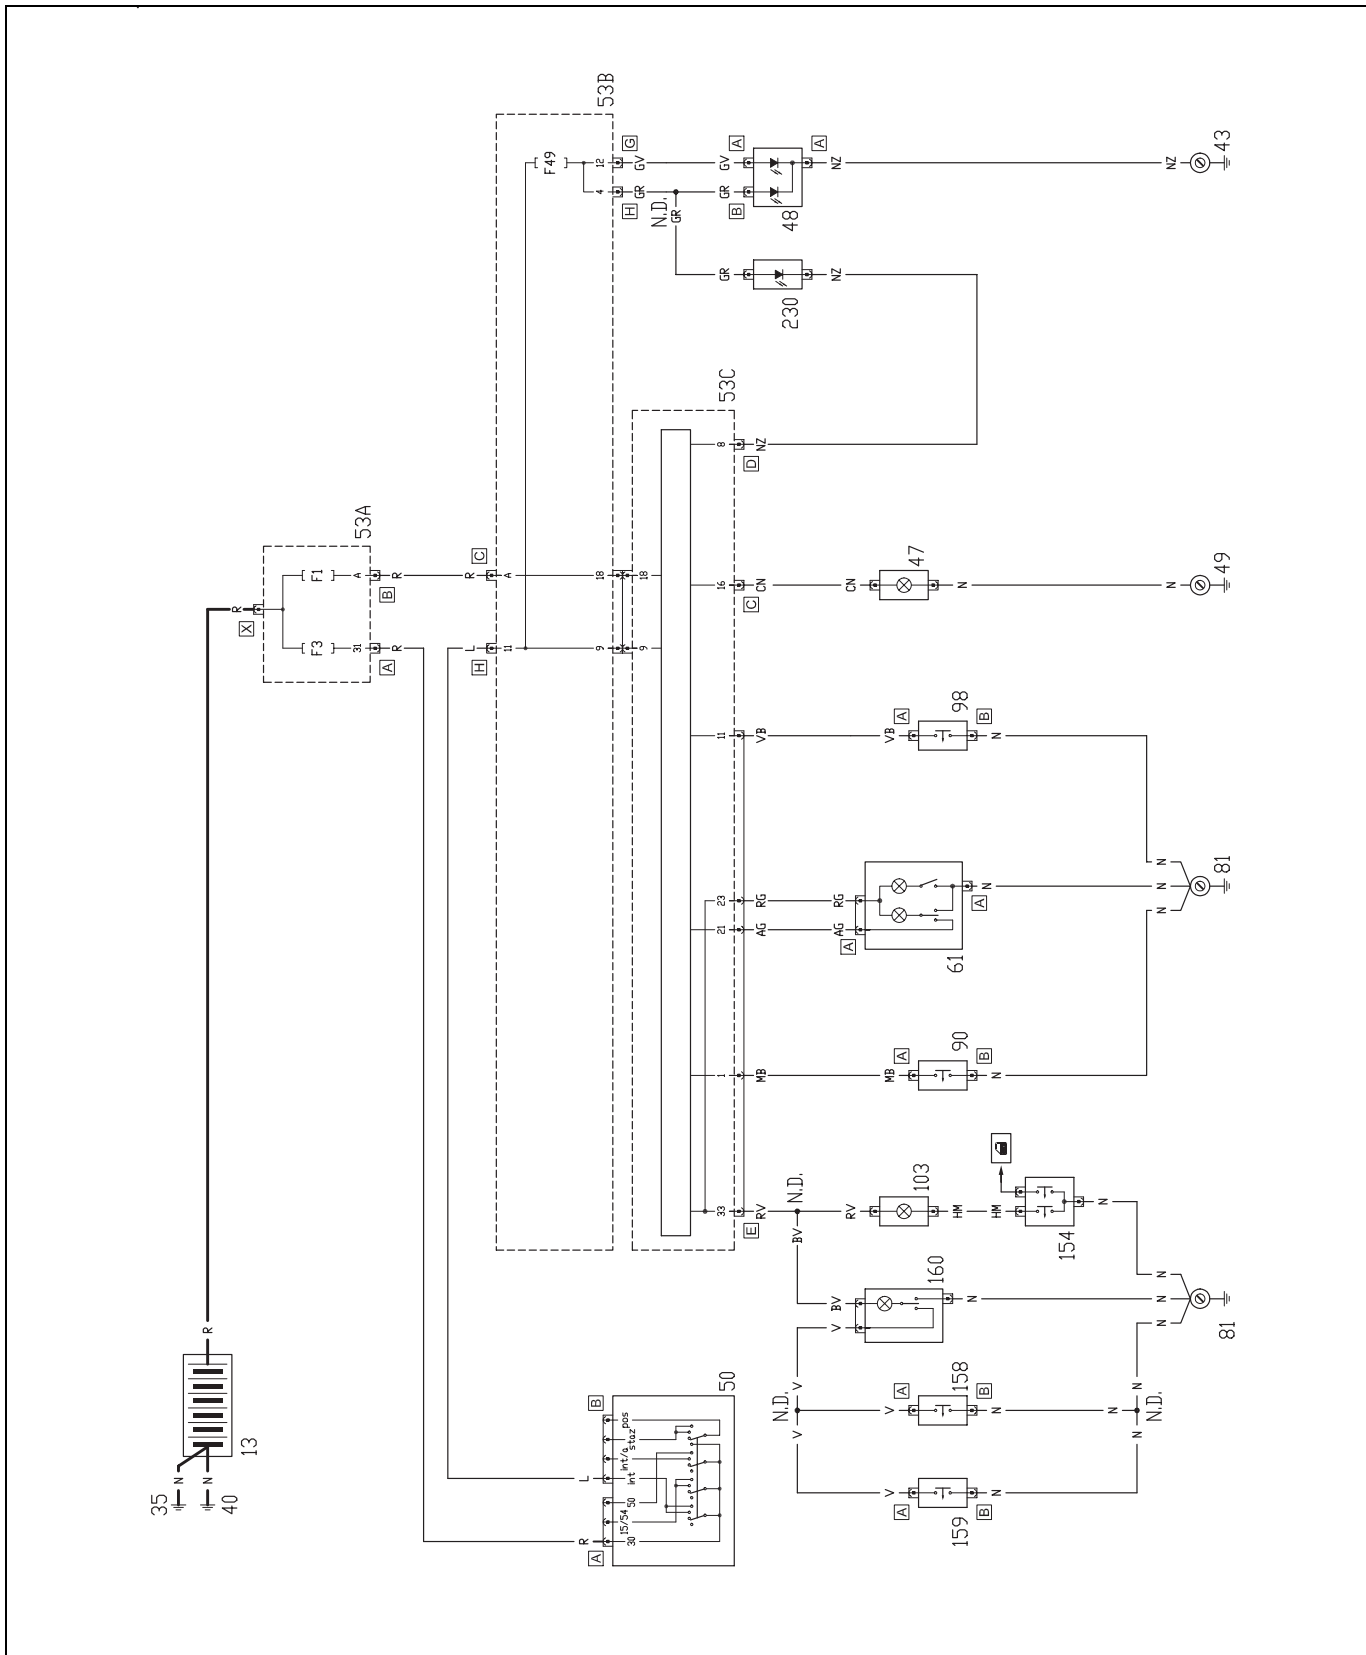 53B
F49
4
12
H
G
GR
GV
N.D.
GR
GR
GV
B
A
A
48
NZ
NZ
43
GR
230
NZ
53C
8
D
NZ
X
R
53A
F3
F1
31
A
A
R
B
R
L
R
H
C
11
A
9
18
9
18
16
C
CN
CN
47
N
N
49
11
VB
VB
A
98
B
N
23
21
RG
AG
RG
AG
A
61
A
N
1
MB
MB
A
90
B
N
N
N
N
81
33
E
RV
N.D.
RV
103
HM
HM
154
N
BV
BV
V
160
N
N
N
N
81
N.D.
V
V
V
A
158
B
N
N
V
A
159
B
N
N
N
N.D.
R
13
N
N
35
40
50
A
B
R
L
30
15/54
50
int
int/a
staz
pos